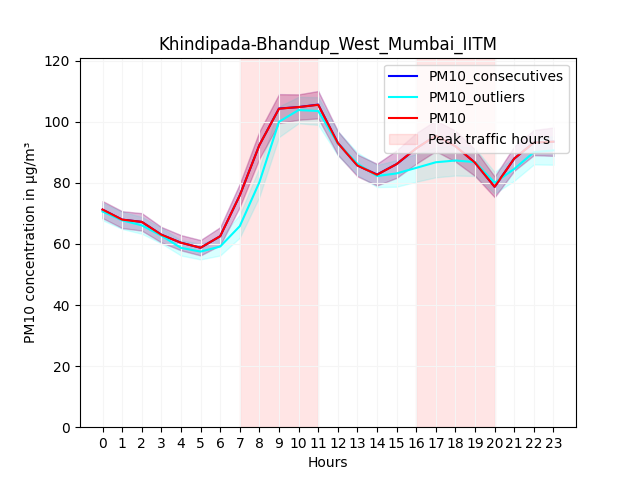 Khindipada-Bhandup_West_Mumbai_IITM
PM10_consecutives
PM10_outliers
PM10
Peak traffic hours
120
100
80
60
40
20
0
PM10 concentration in µg/m³
0 1 2 3 4 5 6 7 8 9 10 11 12 13 14 15 16 17 18 19 20 21 22 23
Hours